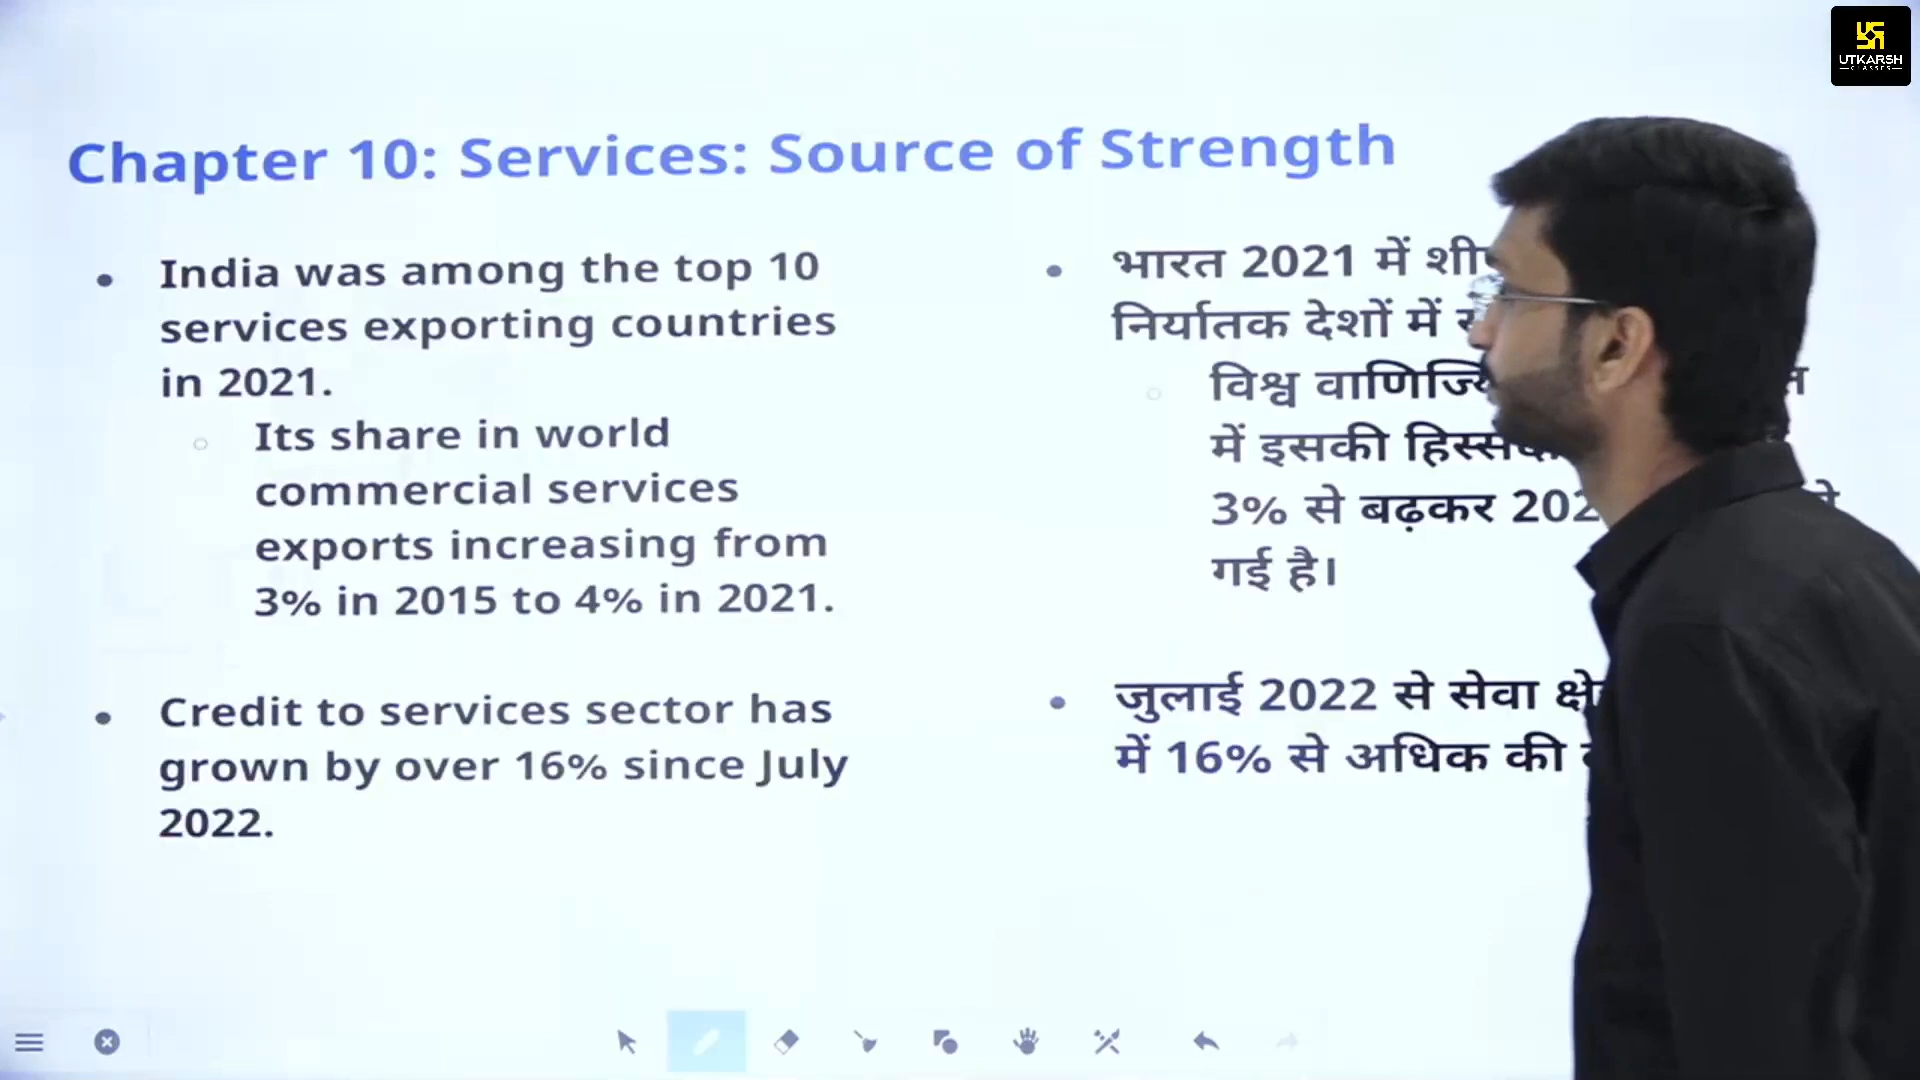 UTKARSH
CLASSES
Chapter 10: Services: Source of Strength
India was among the top 10
services exporting countries
in 2021.
Its share in world
commercial services
exports increasing from
3% in 2015 to 4% in 2021.
Credit to services sector has
grown by over 16% since July
2022.
भारत 2021 में
निर्यातक देशों में
विश्व
में इसकी
3% से बढ़कर
गई है।
जुलाई 2022 से सेवा
में 16% से अधिक की